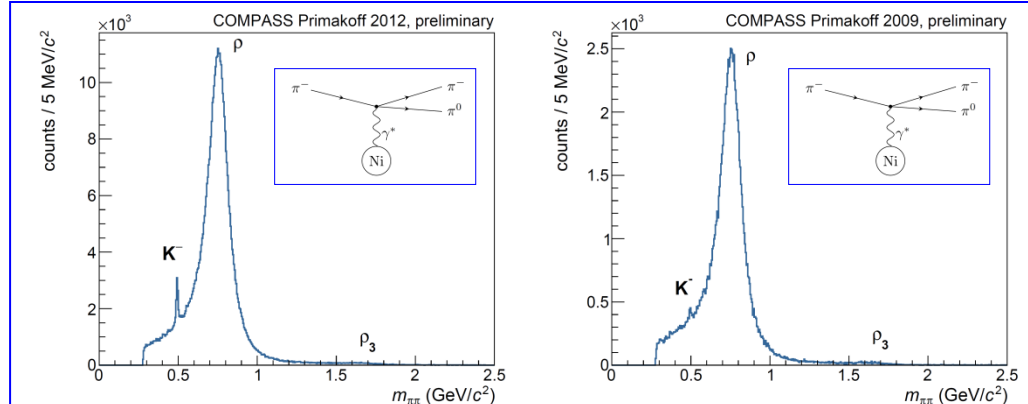 COMPASS Primakoff 2012, preliminary
×10³
counts / 5 MeV/c²
10
8
6
4
2
0
ρ
K⁻
ρ₃
π⁻
π⁻
π⁰
γ*
Ni
0 0.5 1 1.5 2 2.5
m_ππ (GeV/c²)
COMPASS Primakoff 2009, preliminary
×10³
counts / 5 MeV/c²
2.5
2
1.5
1
0.5
0
ρ
K⁻
ρ₃
π⁻
π⁻
π⁰
γ*
Ni
0 0.5 1 1.5 2 2.5
m_ππ (GeV/c²)